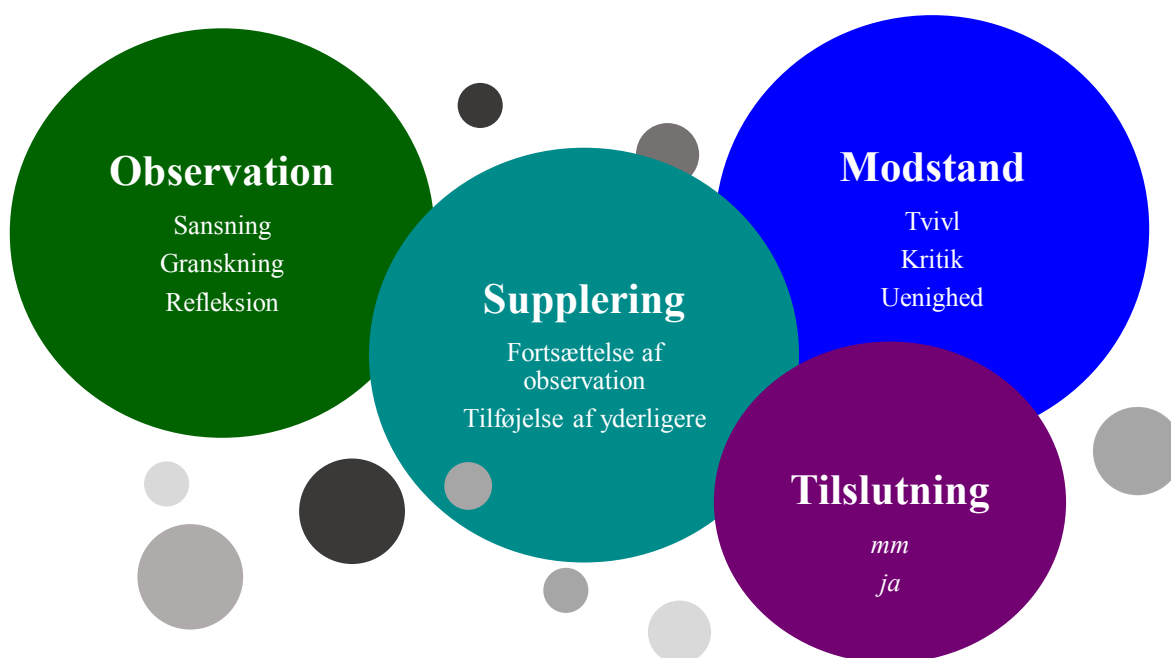 Observation
Sansning
Granskning
Refleksion
Supplering
Fortsættelse af
observation
Tilføjelse af yderligere
Modstand
Tvivl
Kritik
Uenighed
Tilslutning
mm
ja